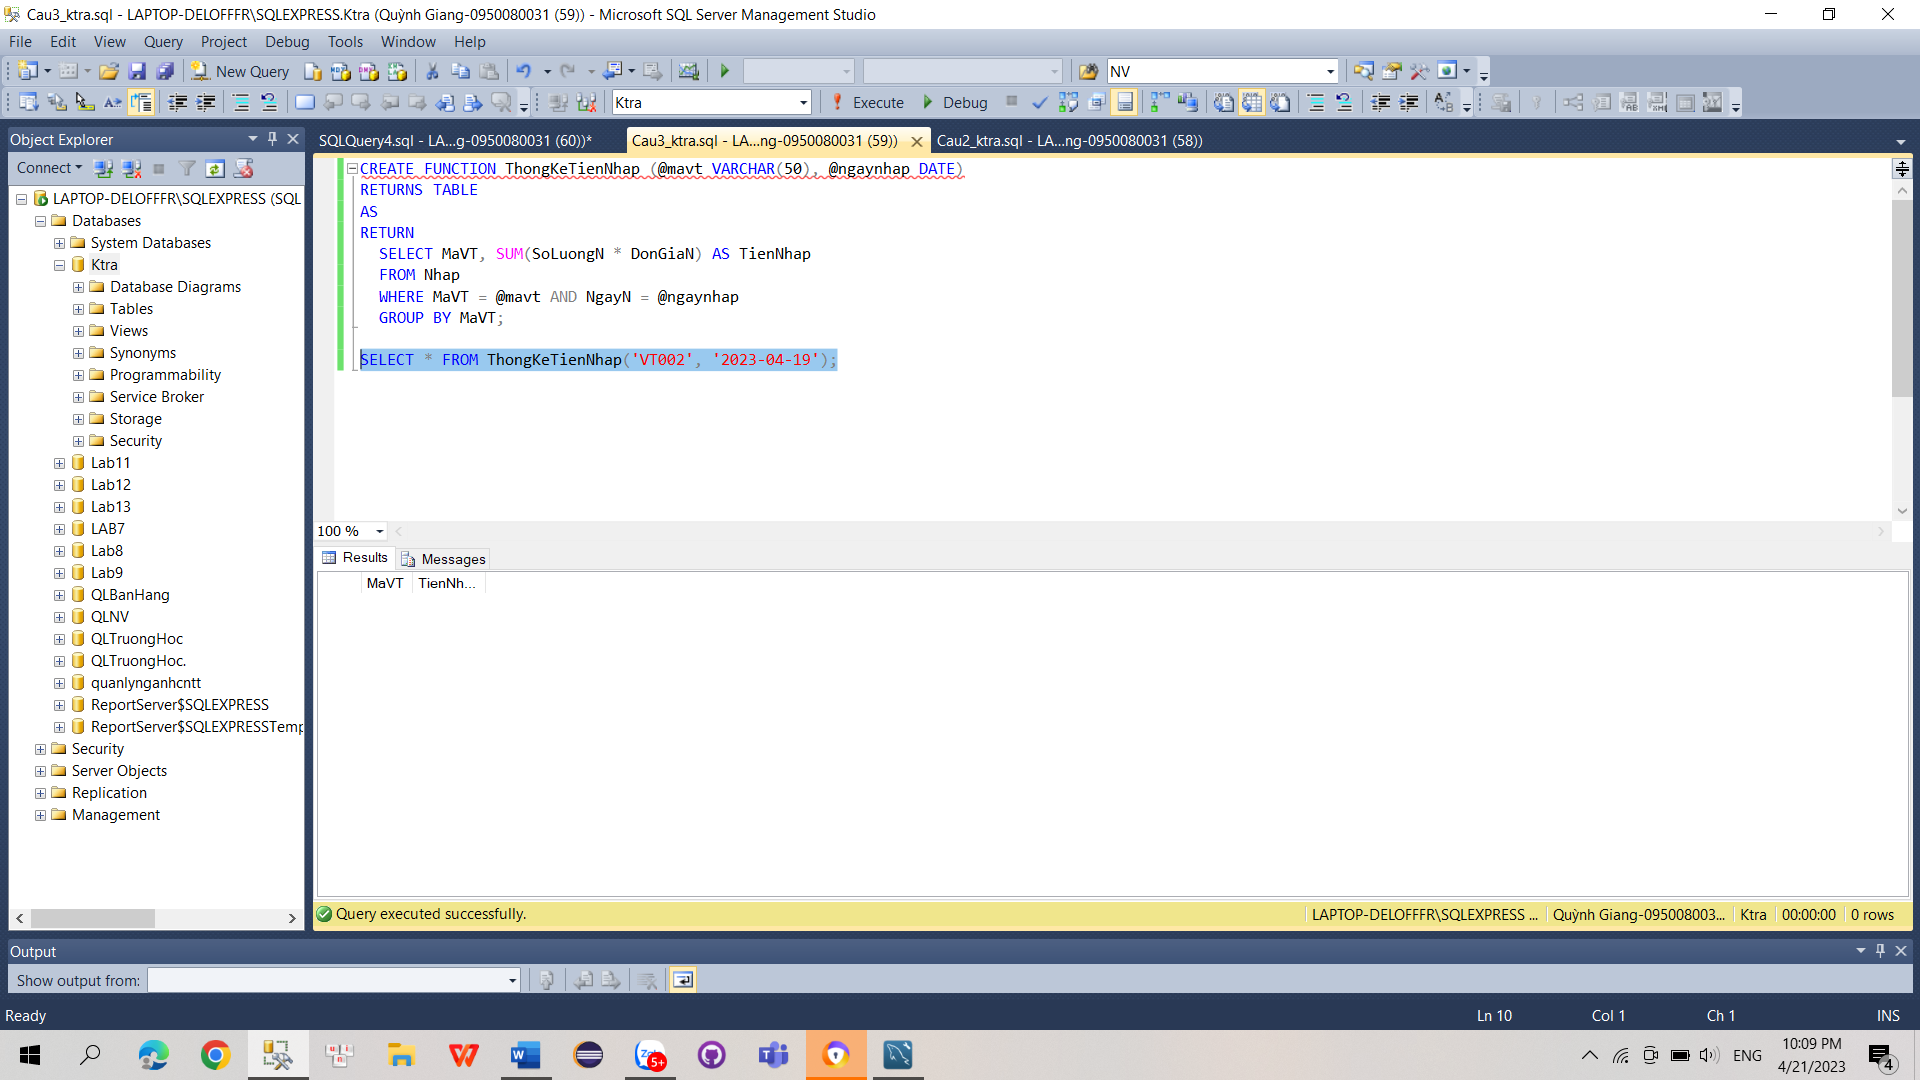 Cau3_ktra.sql - LAPTOP-DELOFFFR\SQLEXPRESS.Ktra (Quỳnh Giang-0950080031 (59)) - Microsoft SQL Server Management Studio
File Edit View Query Project Debug Tools Window Help
New Query
NV
Ktra
Execute
Debug
Object Explorer
SQLQuery4.sql - LA...g-0950080031 (60))*
Cau3_ktra.sql - LA...ng-0950080031 (59))
Cau2_ktra.sql - LA...ng-0950080031 (58))
Connect
LAPTOP-DELOFFFR\SQLEXPRESS (SQL
Databases
System Databases
Ktra
Database Diagrams
Tables
Views
Synonyms
Programmability
Service Broker
Storage
Security
Lab11
Lab12
Lab13
LAB7
Lab8
Lab9
QLBanHang
QLNV
QLTruongHoc
QLTruongHoc.
quanlynganhcntt
ReportServer$SQLEXPRESS
ReportServer$SQLEXPRESSTemp
Security
Server Objects
Replication
Management
CREATE FUNCTION ThongKeTienNhap (@mavt VARCHAR(50), @ngaynhap DATE)
RETURNS TABLE
AS
RETURN
SELECT MaVT, SUM(SoLuongN * DonGiaN) AS TienNhap
FROM Nhap
WHERE MaVT = @mavt AND NgayN = @ngaynhap
GROUP BY MaVT;
SELECT * FROM ThongKeTienNhap('VT002', '2023-04-19');
100 %
Results Messages
MaVT TienNh...
Query executed successfully.
LAPTOP-DELOFFFR\SQLEXPRESS ... Quỳnh Giang-095008003... Ktra 00:00:00 0 rows
Output
Show output from:
Ready
Ln 10 Col 1 Ch 1 INS
5+
ENG
10:09 PM
4/21/2023
4